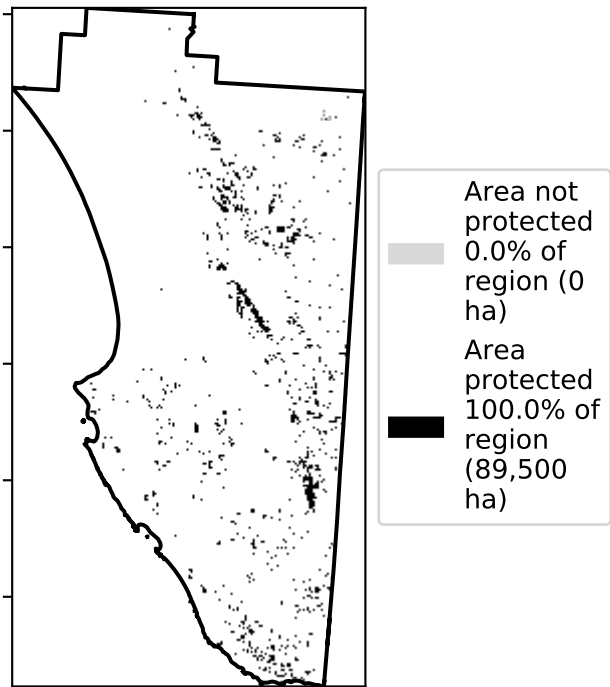 Area not
protected
0.0% of
region (0
ha)
Area
protected
100.0% of
region
(89,500
ha)